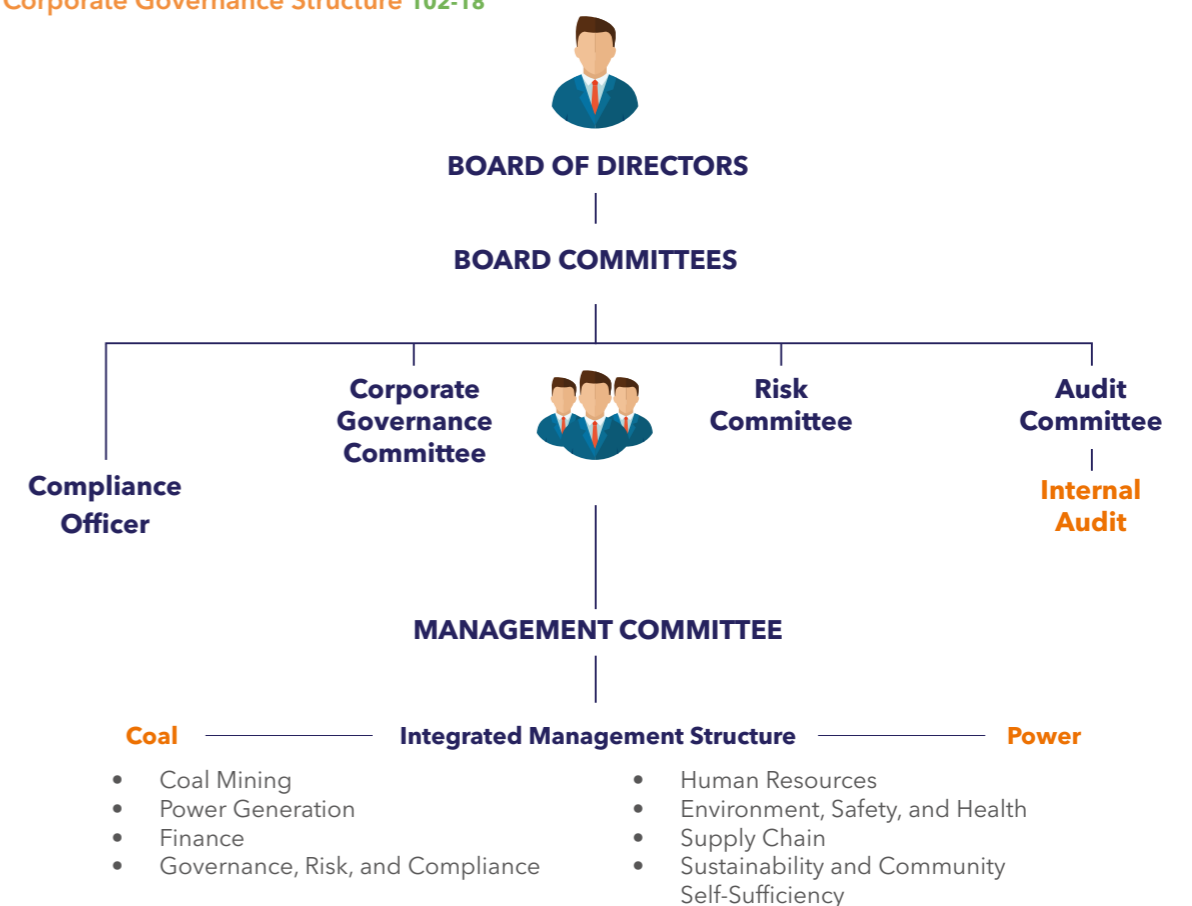 Corporate Governance Structure 102-18
BOARD OF DIRECTORS
BOARD COMMITTEES
Corporate
Governance
Committee
Risk
Committee
Audit
Committee
Compliance
Officer
Internal
Audit
MANAGEMENT COMMITTEE
Coal
Integrated Management Structure
Power
• Coal Mining
• Power Generation
• Finance
• Governance, Risk, and Compliance
• Human Resources
• Environment, Safety, and Health
• Supply Chain
• Sustainability and Community
Self-Sufficiency